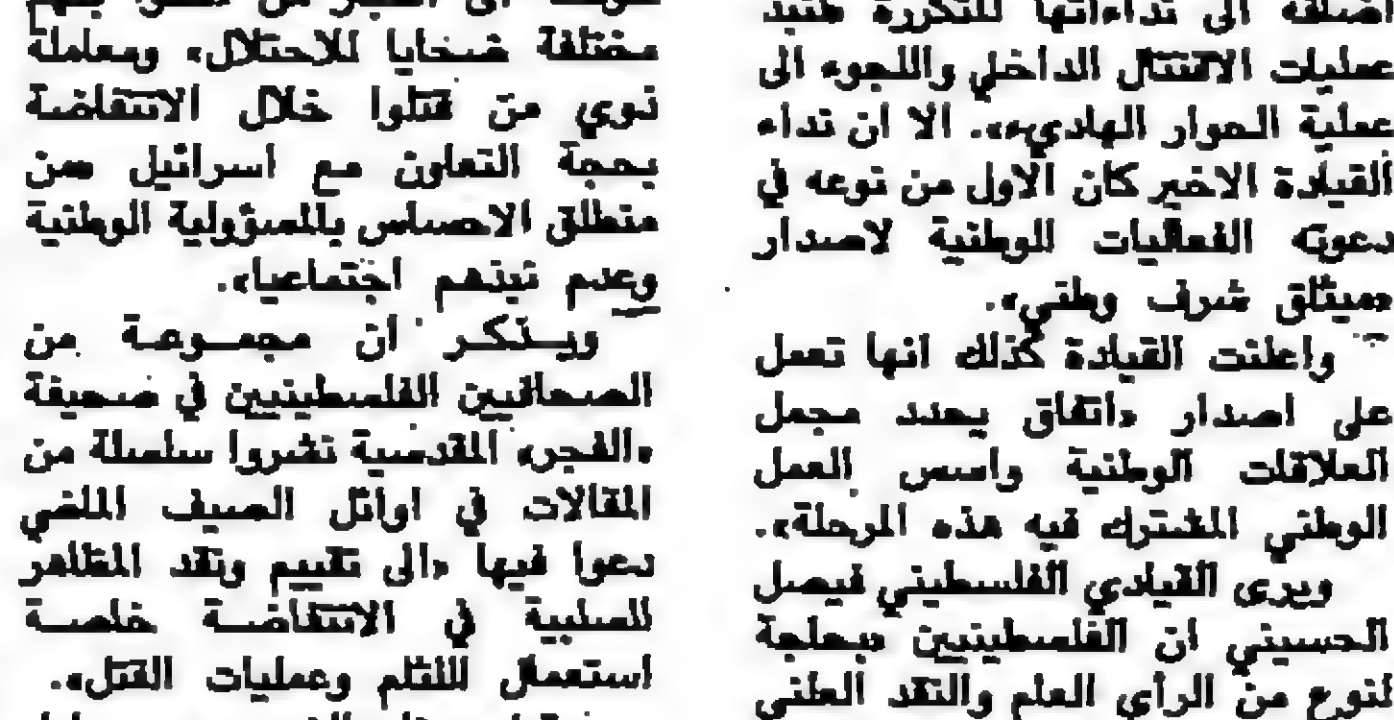 اضافة الى نداءاتها المتكررة ضد
عمليات الاقتتال الداخلي واللجوء الى
عملية الحوار الهاديء». الا ان نداء
القيادة الاخير كان الاول من نوعه في
دعوته الفعاليات الوطنية لاصدار
«ميثاق شرف وطني».
واعلنت القيادة كذلك انها تعمل
على اصدار «اتفاق يحدد مجمل
العلاقات الوطنية واسس العمل
الوطني المشترك فيه هذه المرحلة».
ويرى القيادي الفلسطيني فيصل
الحسيني ان الفلسطينيين «بحاجة
لنوع من الرأي العام والنقد العلني
مختلفة ضحايا للاحتلال» ومعاملة
ذوي من قتلوا خلال الانتفاضة
بحجة التعاون مع اسرائيل «من
منطلق الاحساس بالمسؤولية الوطنية
وعدم نبذهم اجتماعيا».
ويذكر ان مجموعة من
الصحافيين الفلسطينيين في صحيفة
«الفجر» المقدسية نشروا سلسلة من
المقالات في اوائل الصيف الماضي
دعوا فيها «الى تقييم ونقد المظاهر
السلبية في الانتفاضة خاصة
استعمال اللثام وعمليات القتل».